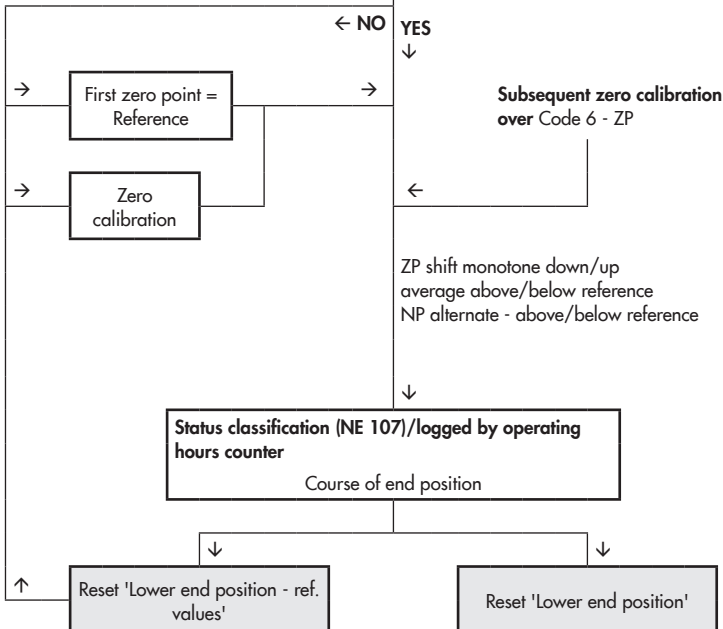 ← NO
YES
↓
→
First zero point =
Reference
→
Subsequent zero calibration
over Code 6 - ZP
→
Zero
calibration
←
ZP shift monotone down/up
average above/below reference
NP alternate - above/below reference
↓
Status classification (NE 107)/logged by operating
hours counter
Course of end position
↓
↓
↑
Reset 'Lower end position - ref.
values'
Reset 'Lower end position'